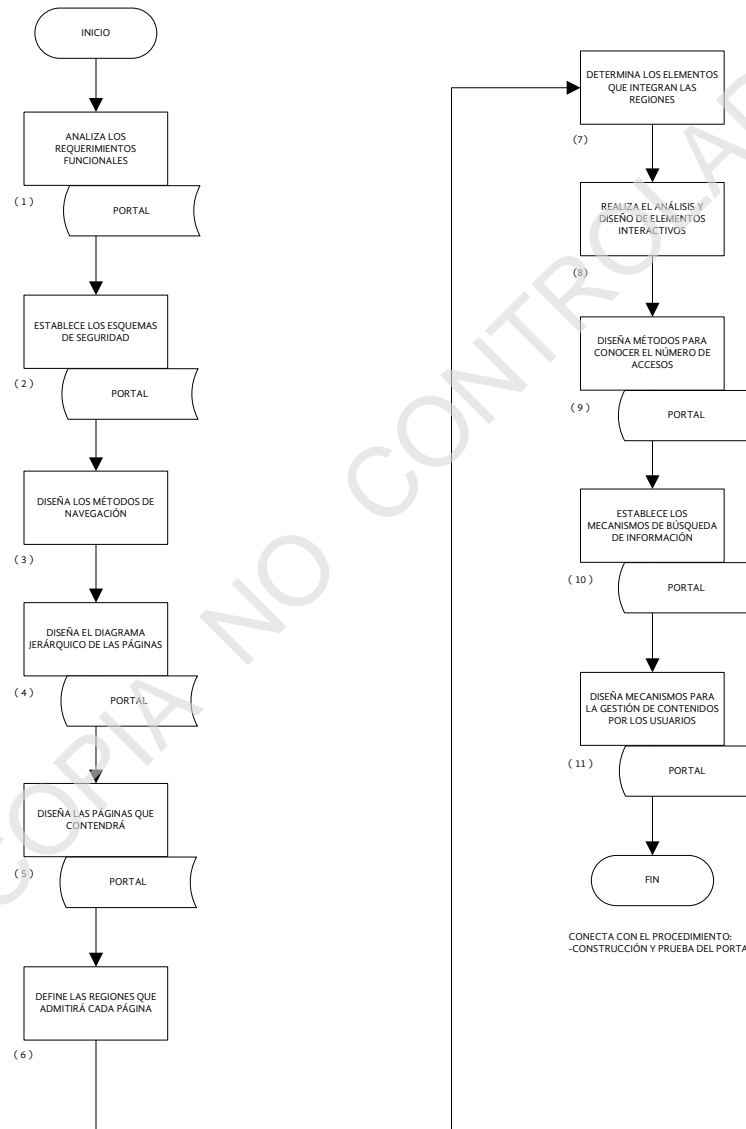 INICIO
ANALIZA LOS
REQUERIMIENTOS
FUNCIONALES
( 1 )
PORTAL
ESTABLECE LOS ESQUEMAS
DE SEGURIDAD
( 2 )
PORTAL
DISEÑA LOS MÉTODOS DE
NAVEGACIÓN
( 3 )
DISEÑA EL DIAGRAMA
JERÁRQUICO DE LAS PÁGINAS
( 4 )
PORTAL
DISEÑA LAS PÁGINAS QUE
CONTENDRÁ
( 5 )
PORTAL
DEFINE LAS REGIONES QUE
ADMITIRÁ CADA PÁGINA
( 6 )
DETERMINA LOS ELEMENTOS
QUE INTEGRAN LAS
REGIONES
(7)
REALIZA EL ANÁLISIS Y
DISEÑO DE ELEMENTOS
INTERACTIVOS
(8)
DISEÑA MÉTODOS PARA
CONOCER EL NÚMERO DE
ACCESOS
( 9 )
PORTAL
ESTABLECE LOS
MECANISMOS DE BÚSQUEDA
DE INFORMACIÓN
( 10 )
PORTAL
DISEÑA MECANISMOS PARA
LA GESTIÓN DE CONTENIDOS
POR LOS USUARIOS
( 11 )
PORTAL
FIN
CONECTA CON EL PROCEDIMIENTO:
-CONSTRUCCIÓN Y PRUEBA DEL PORTA
COPIA NO CONTROLAD